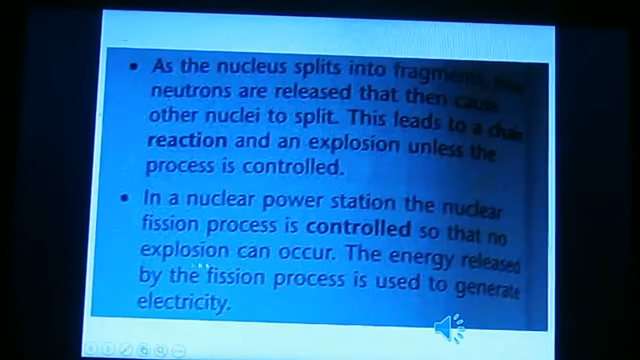 As the nucleus splits into fragments,
neutrons are released that then cause
other nuclei to split. This leads to a chain
reaction and an explosion unless the
process is controlled.
In a nuclear power station the nuclear
fission process is controlled so that no
explosion can occur. The energy released
by the fission process is used to generate
electricity.